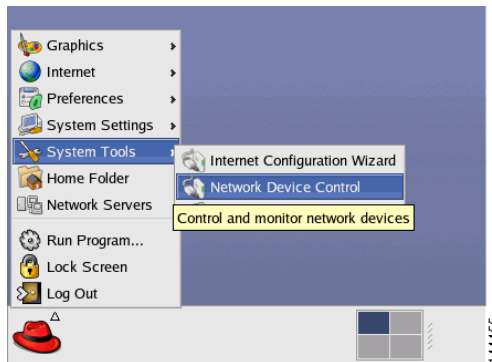 Graphics
Internet
Preferences
System Settings
System Tools
Internet Configuration Wizard
Home Folder
Network Device Control
Network Servers
Control and monitor network devices
Run Program...
Lock Screen
Log Out